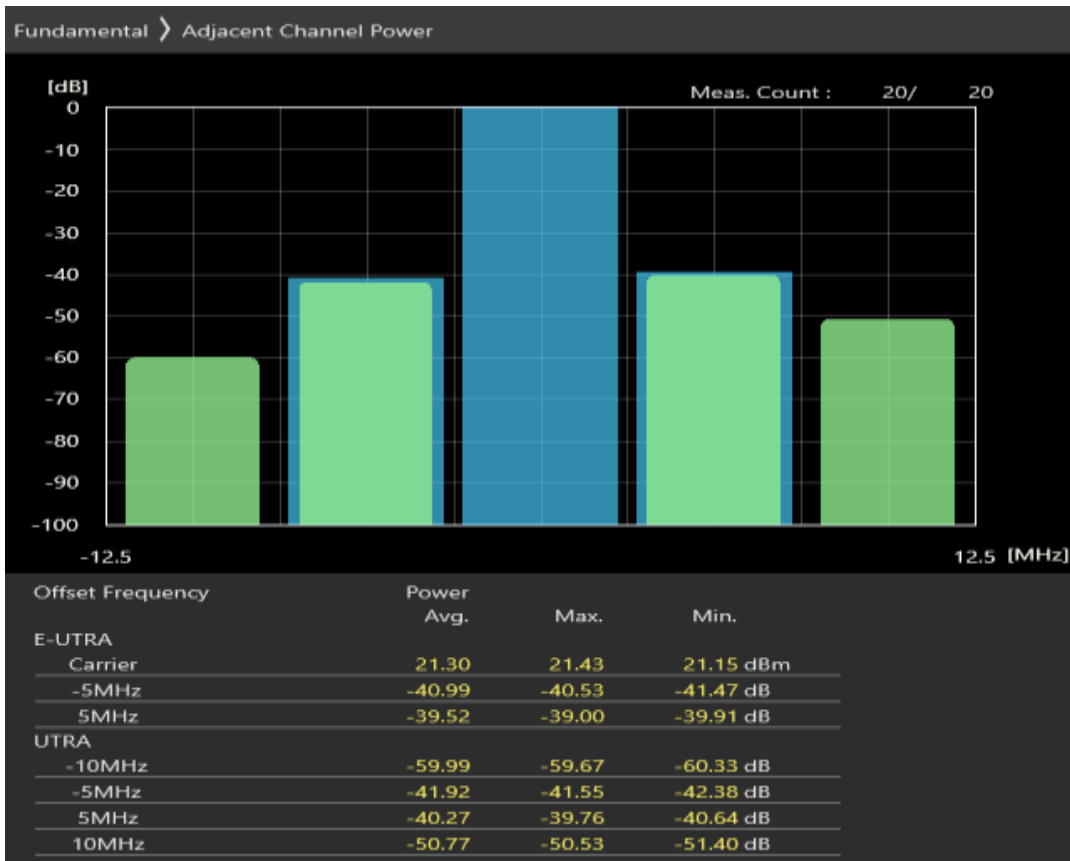 Fundamental ❯ Adjacent Channel Power
[dB]
Meas. Count : 20/ 20
0
-10
-20
-30
-40
-50
-60
-70
-80
-90
-100
-12.5 12.5 [MHz]
Offset Frequency Power
Avg. Max. Min.
E-UTRA
Carrier 21.30 21.43 21.15 dBm
-5MHz -40.99 -40.53 -41.47 dB
5MHz -39.52 -39.00 -39.91 dB
UTRA
-10MHz -59.99 -59.67 -60.33 dB
-5MHz -41.92 -41.55 -42.38 dB
5MHz -40.27 -39.76 -40.64 dB
10MHz -50.77 -50.53 -51.40 dB